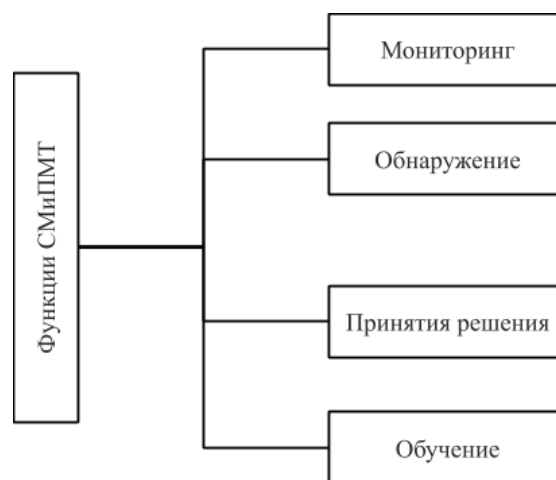 Функции СМиПМТ
Мониторинг
Обнаружение
Принятия решения
Обучение